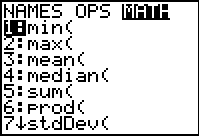 NAMES OPS MATH
1:min(
2:max(
3:mean(
4:median(
5:sum(
6:prod(
7↓stdDev(